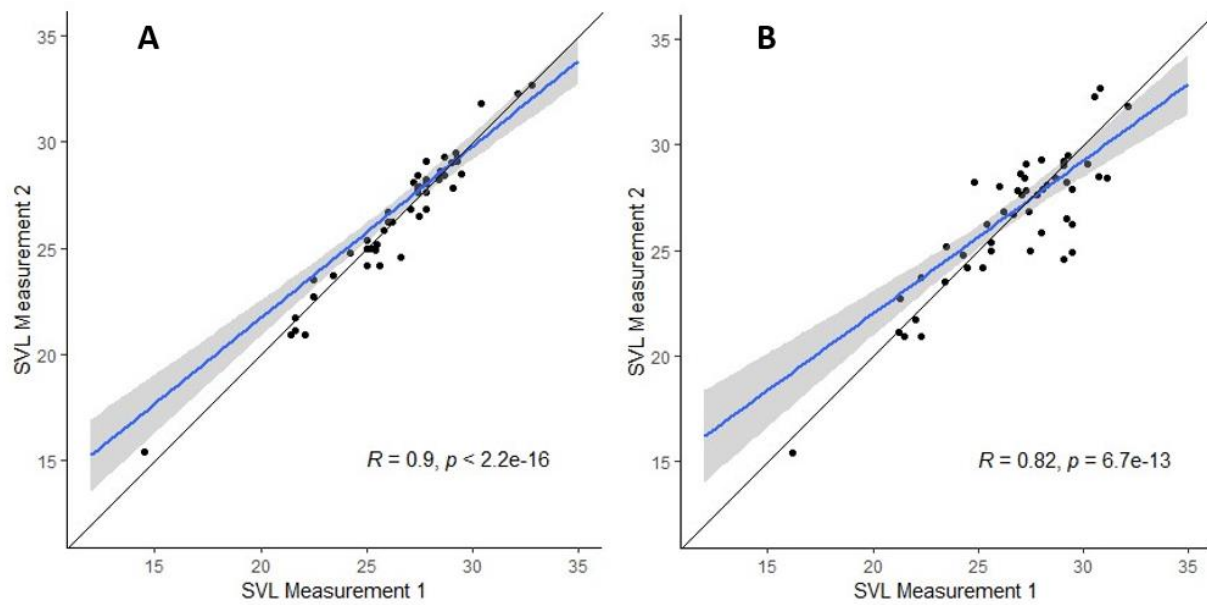 A
35
30
25
20
15
SVL Measurement 2
R = 0.9, p < 2.2e-16
15 20 25 30 35
SVL Measurement 1
B
35
30
25
20
15
SVL Measurement 2
R = 0.82, p = 6.7e-13
15 20 25 30 35
SVL Measurement 1